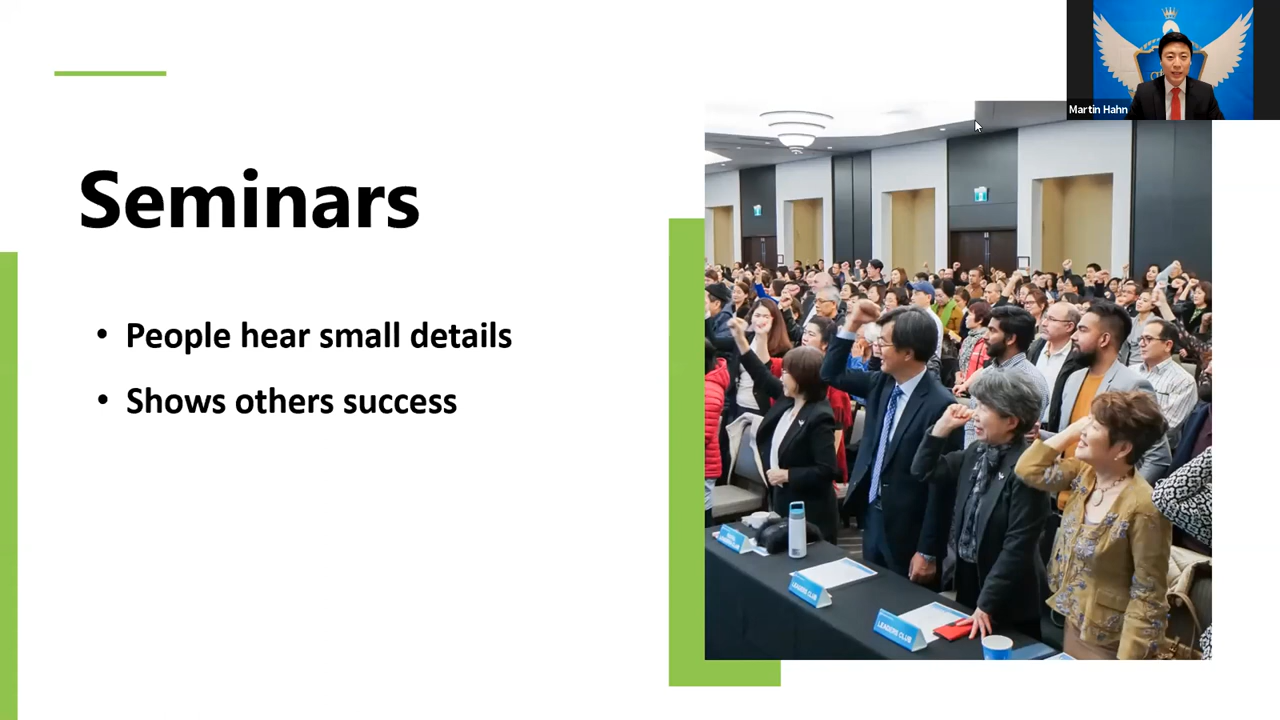 Martin Hahn
Seminars
• People hear small details
• Shows others success
LEADERS CLUB
LEADERS CLUB